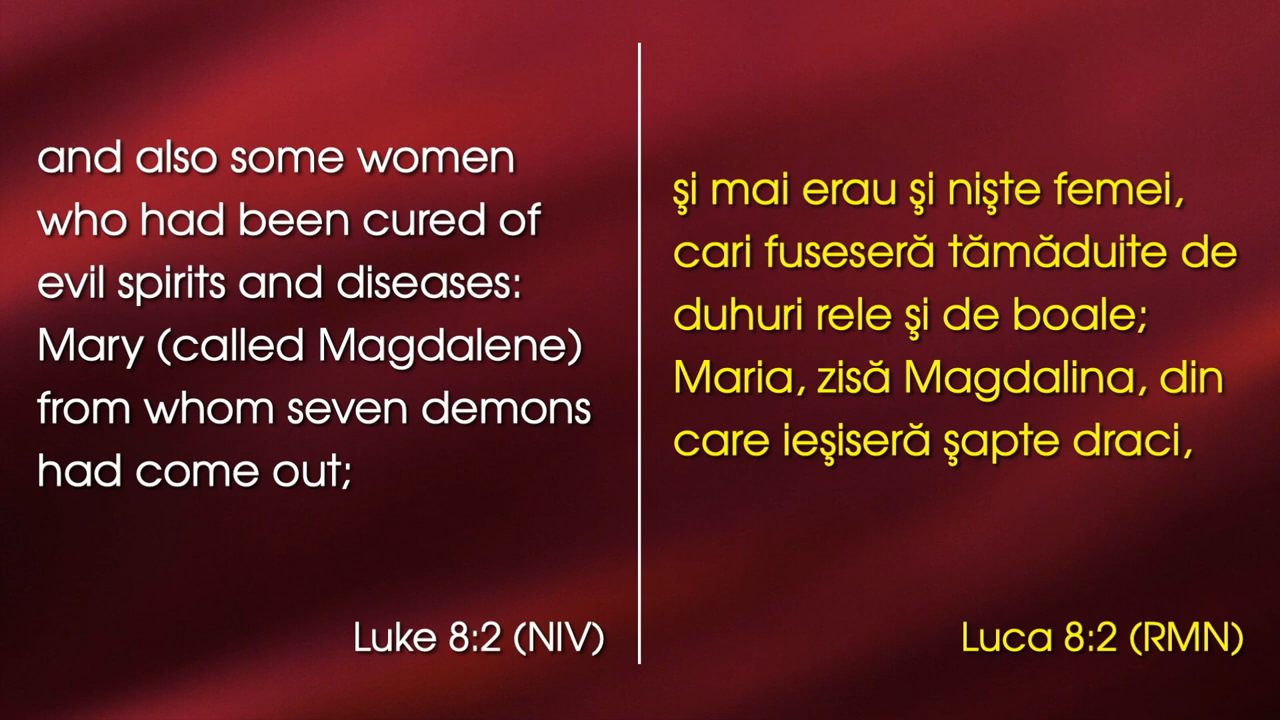 and also some women
who had been cured of
evil spirits and diseases:
Mary (called Magdalene)
from whom seven demons
had come out;
Luke 8:2 (NIV)
şi mai erau şi nişte femei,
cari fuseseră tămăduite de
duhuri rele şi de boale;
Maria, zisă Magdalina, din
care ieşiseră şapte draci,
Luca 8:2 (RMN)